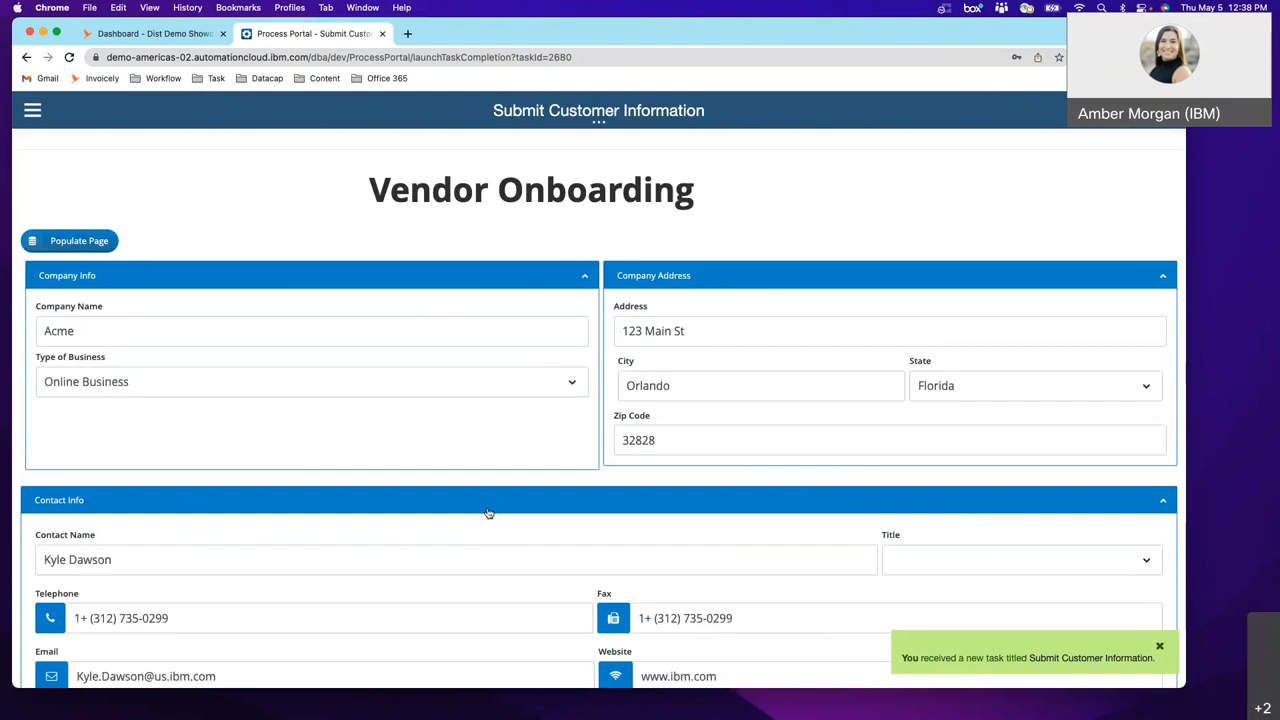 Chrome File Edit View History Bookmarks Profiles Tab Window Help
box Thu May 5 12:38 PM
Dashboard - Dist Demo Showc
Process Portal - Submit Custo
demo-americas-02.automationcloud.ibm.com/dba/dev/ProcessPortal/launchTaskCompletion?taskId=2680
Gmail Invoicely Workflow Task Datacap Content Office 365
Amber Morgan (IBM)
Submit Customer Information
Vendor Onboarding
Populate Page
Company Info
Company Name
Acme
Type of Business
Online Business
Company Address
Address
123 Main St
City
Orlando
State
Florida
Zip Code
32828
Contact Info
Contact Name
Kyle Dawson
Title
Telephone
1+ (312) 735-0299
Fax
1+ (312) 735-0299
Email
Kyle.Dawson@us.ibm.com
Website
www.ibm.com
You received a new task titled Submit Customer Information.
+2